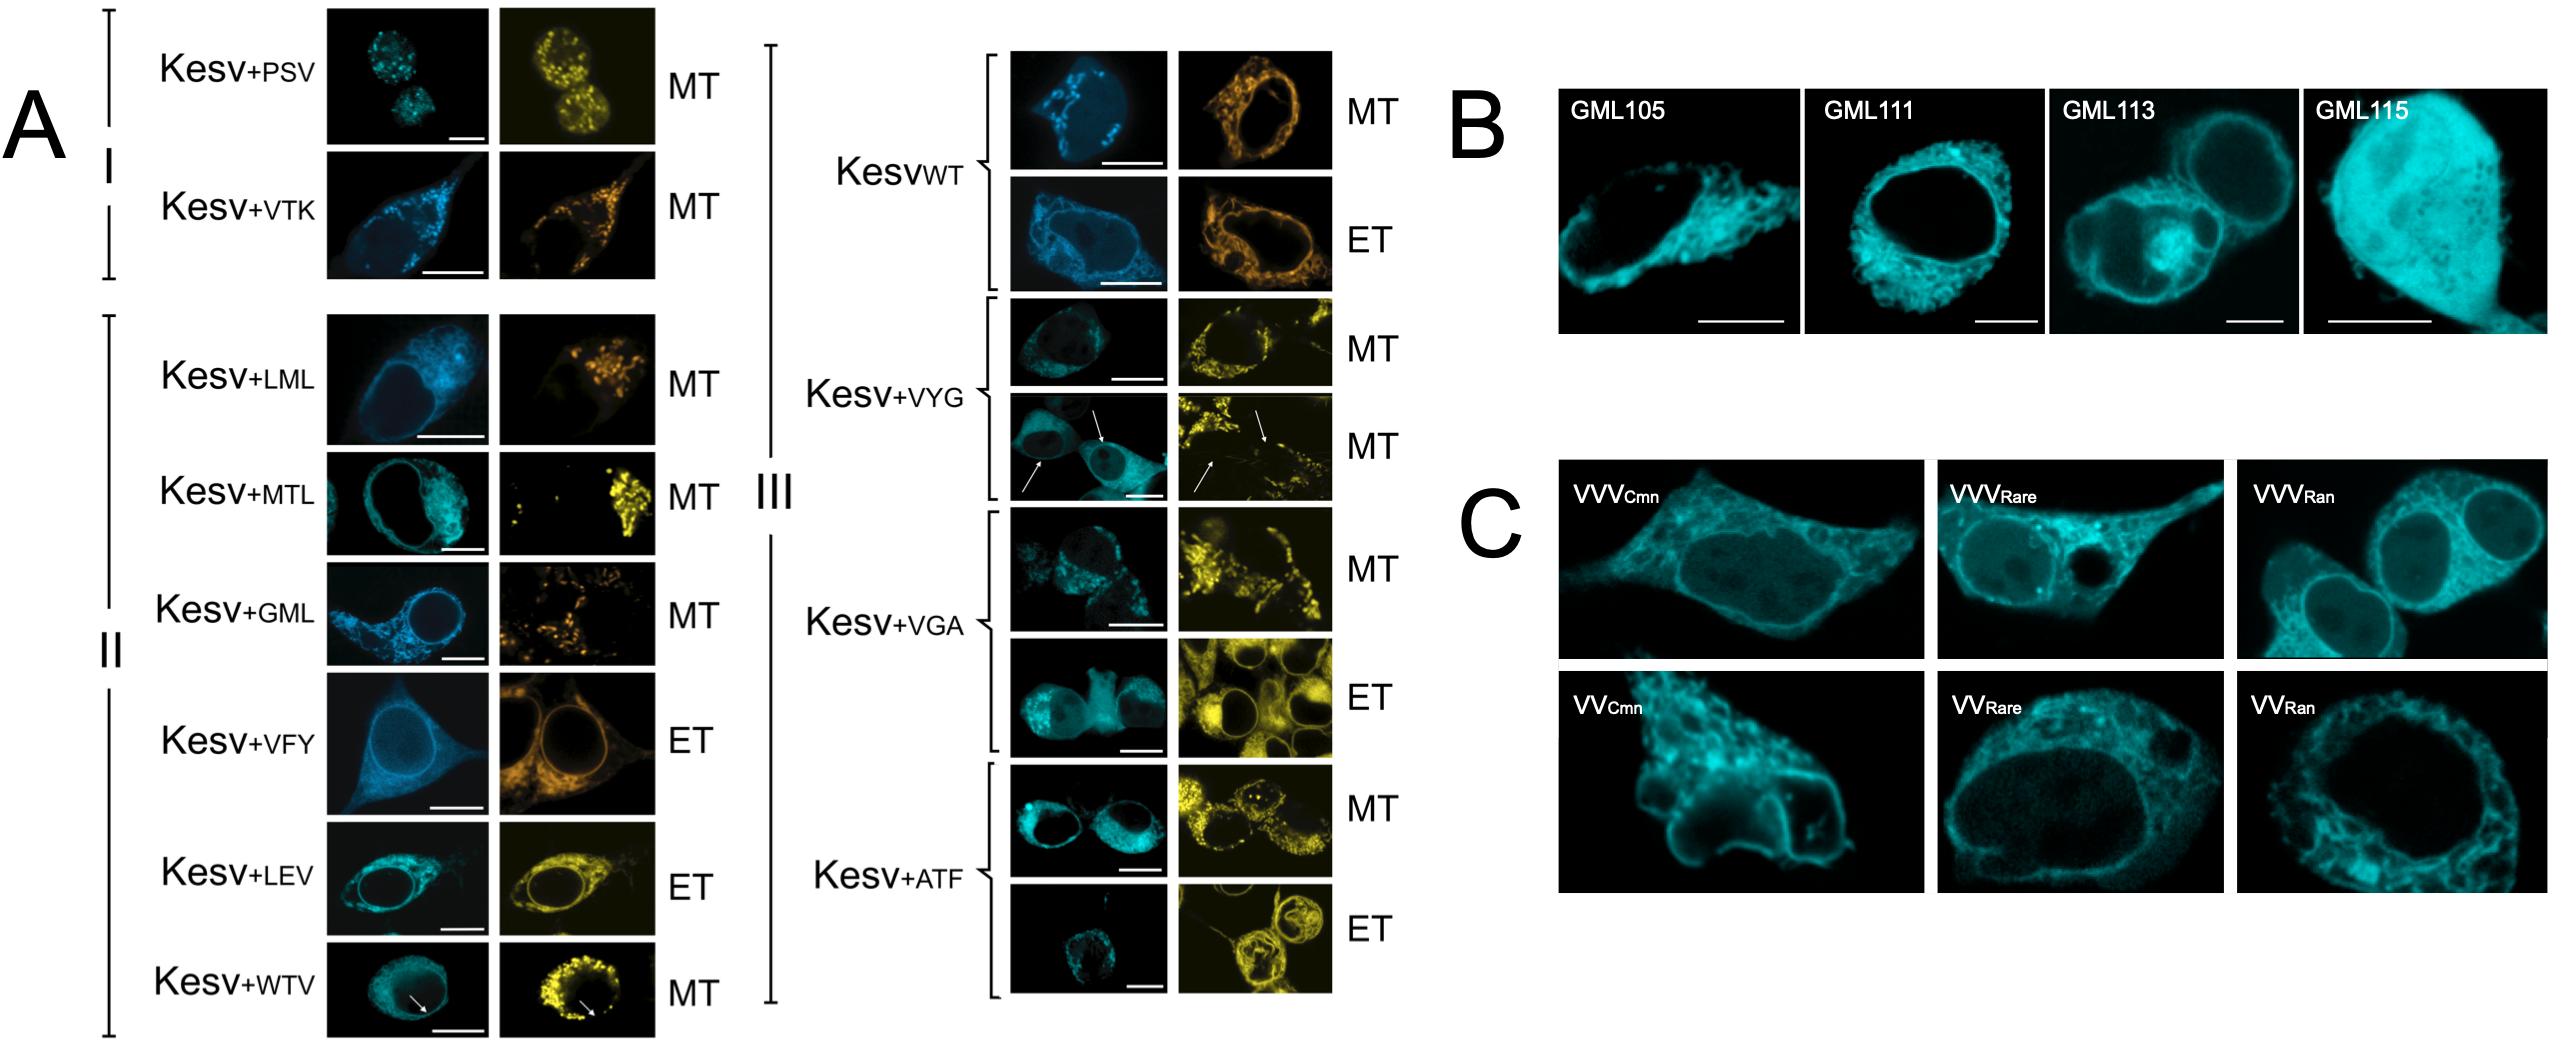 A
I
Kesv+PSV
MT
Kesv+VTK
MT
II
Kesv+LML
MT
Kesv+MTL
MT
Kesv+GML
MT
Kesv+VFY
ET
Kesv+LEV
ET
Kesv+WTV
MT
III
KesvWT
MT
ET
Kesv+VYG
MT
MT
Kesv+VGA
MT
ET
Kesv+ATF
MT
ET
B
GML105
GML111
GML113
GML115
C
VVVCmn
VVVRare
VVVRan
VVCmn
VVRare
VVRan